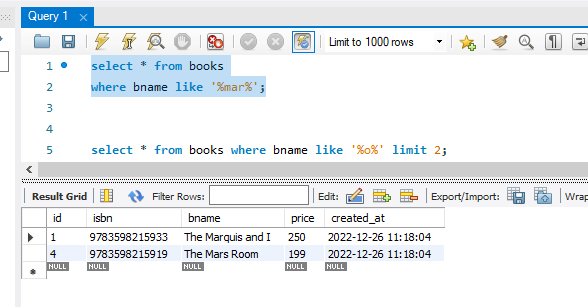 Query 1
Limit to 1000 rows
1 select * from books
2 where bname like '%mar%';
3
4
5 select * from books where bname like '%o%' limit 2;
Result Grid Filter Rows: Edit: Export/Import: Wrap
id isbn bname price created_at
1 9783598215933 The Marquis and I 250 2022-12-26 11:18:04
4 9783598215919 The Mars Room 199 2022-12-26 11:18:04
NULL NULL NULL NULL NULL